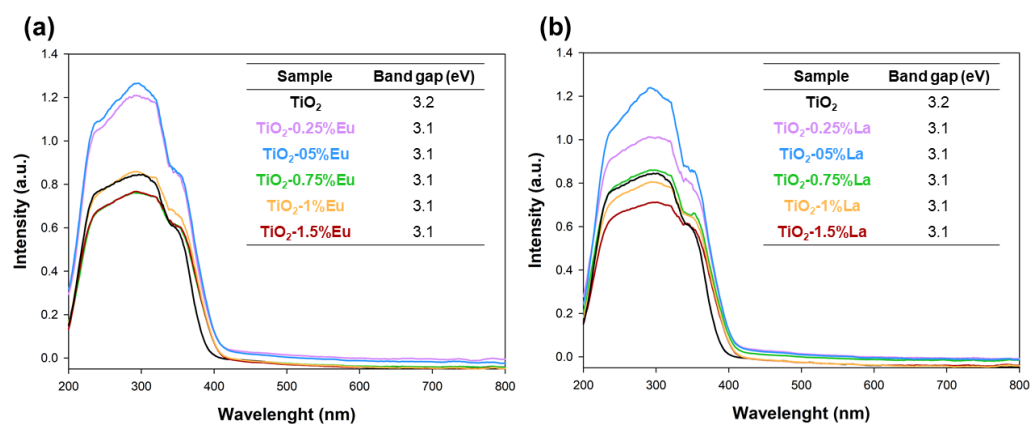 (a)
Intensity (a.u.)
1.4
1.2
1.0
0.8
0.6
0.4
0.2
0.0
200 300 400 500 600 700 800
Wavelenght (nm)
Sample Band gap (eV)
TiO₂ 3.2
TiO₂-0.25%Eu 3.1
TiO₂-05%Eu 3.1
TiO₂-0.75%Eu 3.1
TiO₂-1%Eu 3.1
TiO₂-1.5%Eu 3.1
(b)
Intensity (a.u.)
1.4
1.2
1.0
0.8
0.6
0.4
0.2
0.0
200 300 400 500 600 700 800
Wavelenght (nm)
Sample Band gap (eV)
TiO₂ 3.2
TiO₂-0.25%La 3.1
TiO₂-05%La 3.1
TiO₂-0.75%La 3.1
TiO₂-1%La 3.1
TiO₂-1.5%La 3.1